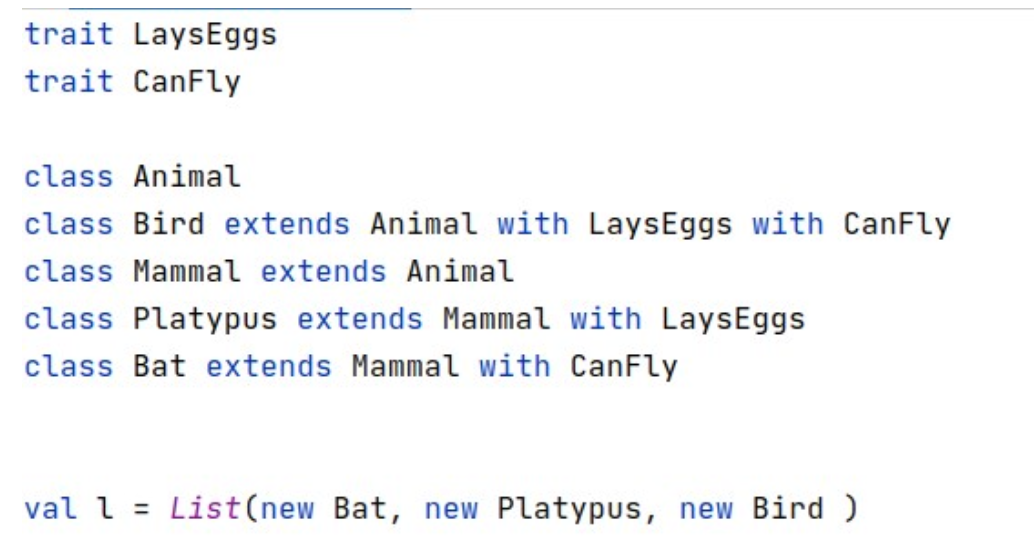 trait LaysEggs
trait CanFly
class Animal
class Bird extends Animal with LaysEggs with CanFly
class Mammal extends Animal
class Platypus extends Mammal with LaysEggs
class Bat extends Mammal with CanFly
val l = List(new Bat, new Platypus, new Bird )